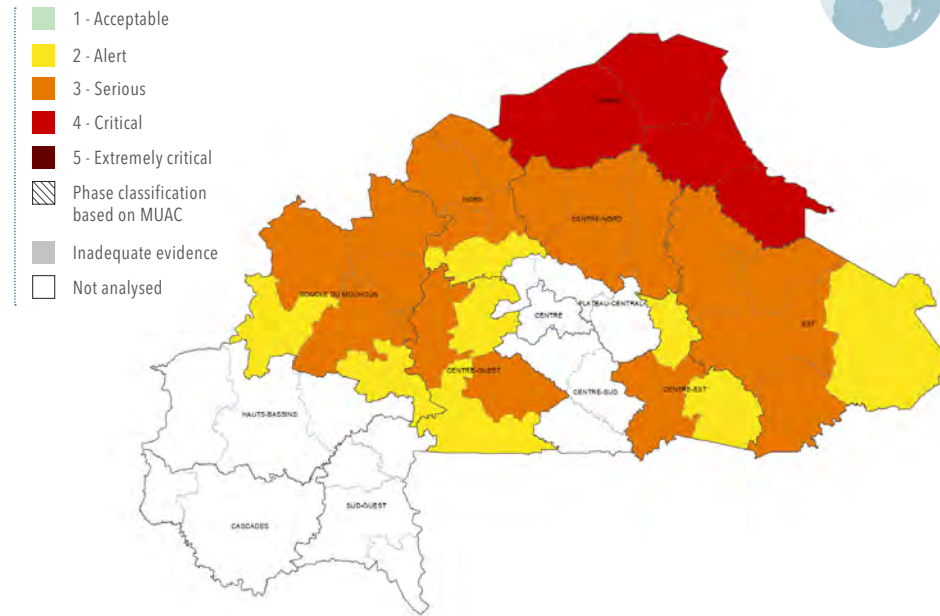 1 - Acceptable
2 - Alert
3 - Serious
4 - Critical
5 - Extremely critical
Phase classification
based on MUAC
Inadequate evidence
Not analysed
NORD
CENTRE-NORD
BOUCLE DU MOUHOUN
PLATEAU-CENTRAL
CENTRE
EST
CENTRE-OUEST
CENTRE-EST
CENTRE-SUD
HAUTS-BASSINS
SUD-OUEST
CASCADES